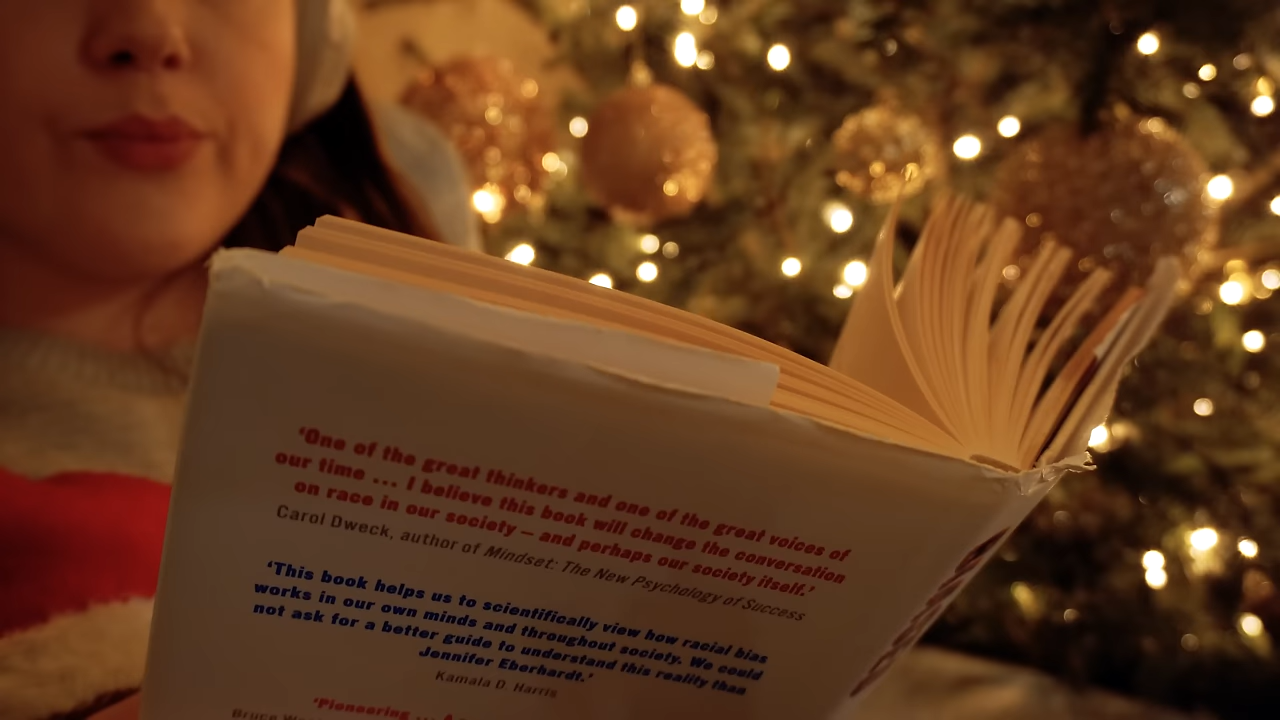 ‘One of the great thinkers and one of the great voices of
our time ... I believe this book will change the conversation
on race in our society – and perhaps our society itself.’
Carol Dweck, author of Mindset: The New Psychology of Success
‘This book helps us to scientifically view how racial bias
works in our own minds and throughout society. We could
not ask for a better guide to understand this reality than
Jennifer Eberhardt.’
Kamala D. Harris
‘Pioneering ...
Bruce